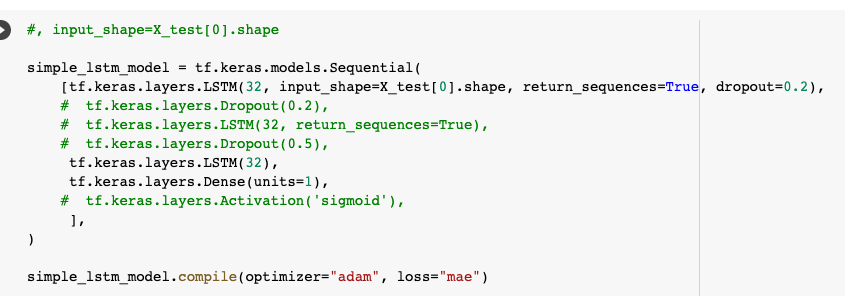 #, input_shape=X_test[0].shape
simple_lstm_model = tf.keras.models.Sequential(
    [tf.keras.layers.LSTM(32, input_shape=X_test[0].shape, return_sequences=True, dropout=0.2),
    #  tf.keras.layers.Dropout(0.2),
    #  tf.keras.layers.LSTM(32, return_sequences=True),
    #  tf.keras.layers.Dropout(0.5),
     tf.keras.layers.LSTM(32),
     tf.keras.layers.Dense(units=1),
    #  tf.keras.layers.Activation('sigmoid'),
     ],
)
simple_lstm_model.compile(optimizer="adam", loss="mae")